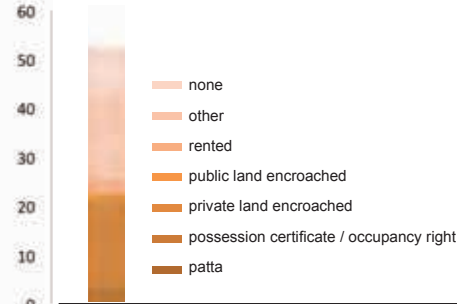 60
50
40
30
20
10
0
none
other
rented
public land encroached
private land encroached
possession certificate / occupancy right
patta